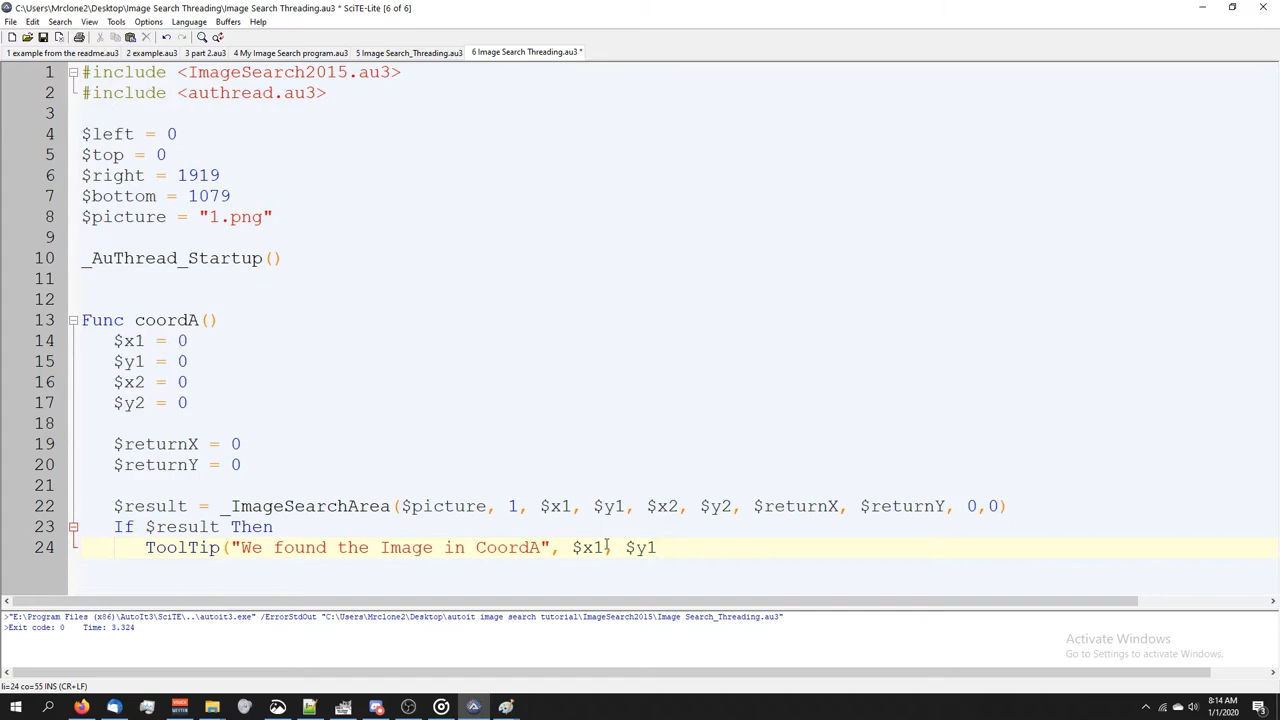 C:\Users\Mrclone2\Desktop\Image Search Threading\Image Search Threading.au3 * SciTE-Lite [6 of 6]
File Edit Search View Tools Options Language Buffers Help
1 example from the readme.au3 2 example.au3 3 part 2.au3 4 My Image Search program.au3 5 Image Search_Threading.au3 6 Image Search Threading.au3 *
1 #include <ImageSearch2015.au3>
2 #include <authread.au3>
3
4 $left = 0
5 $top = 0
6 $right = 1919
7 $bottom = 1079
8 $picture = "1.png"
9
10 _AuThread_Startup()
11
12
13 Func coordA()
14 $x1 = 0
15 $y1 = 0
16 $x2 = 0
17 $y2 = 0
18
19 $returnX = 0
20 $returnY = 0
21
22 $result = _ImageSearchArea($picture, 1, $x1, $y1, $x2, $y2, $returnX, $returnY, 0,0)
23 If $result Then
24 ToolTip("We found the Image in CoordA", $x1, $y1
>"E:\Program Files (x86)\AutoIt3\SciTE\..\autoit3.exe" /ErrorStdOut "C:\Users\Mrclone2\Desktop\autoit image search tutorial\ImageSearch2015\Image Search_Threading.au3"
>Exit code: 0 Time: 3.324
Activate Windows
Go to Settings to activate Windows.
li=24 co=55 INS (CR+LF)
8:14 AM
1/1/2020